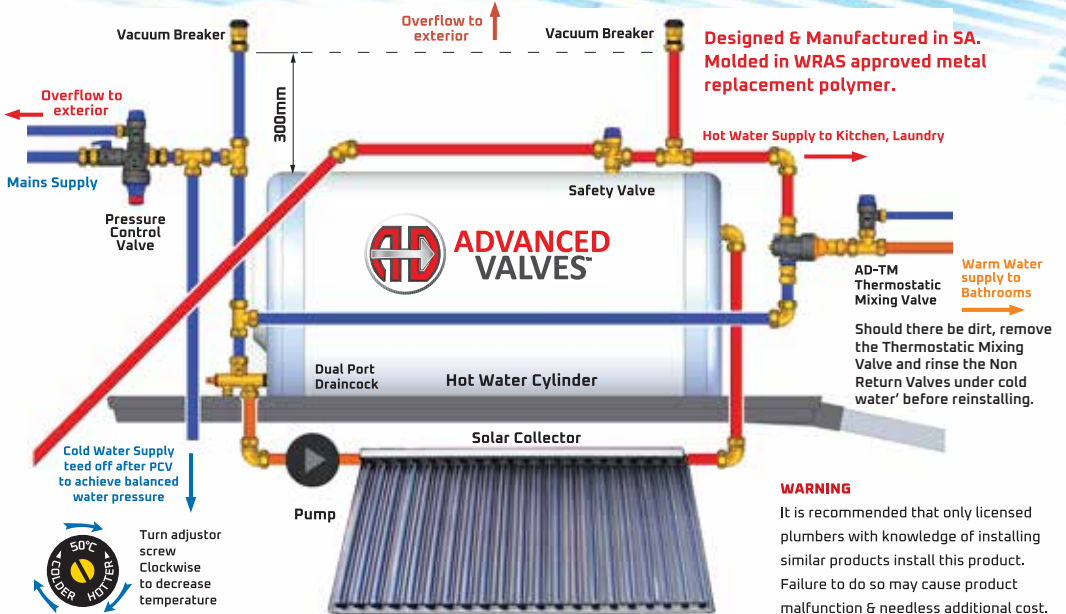 Vacuum Breaker
Overflow to
exterior
Vacuum Breaker
Designed & Manufactured in SA.
Molded in WRAS approved metal
replacement polymer.
Overflow to
exterior
300mm
Hot Water Supply to Kitchen, Laundry
Mains Supply
Safety Valve
Pressure
Control
Valve
AD
ADVANCED
VALVES™
AD-TM
Thermostatic
Mixing Valve
Warm Water
supply to
Bathrooms
Should there be dirt, remove
the Thermostatic Mixing
Valve and rinse the Non
Return Valves under cold
water’ before reinstalling.
Dual Port
Draincock
Hot Water Cylinder
Solar Collector
Cold Water Supply
teed off after PCV
to achieve balanced
water pressure
Pump
WARNING
It is recommended that only licensed
plumbers with knowledge of installing
similar products install this product.
Failure to do so may cause product
malfunction & needless additional cost.
50°C
COLDER
HOTTER
Turn adjustor
screw
Clockwise
to decrease
temperature